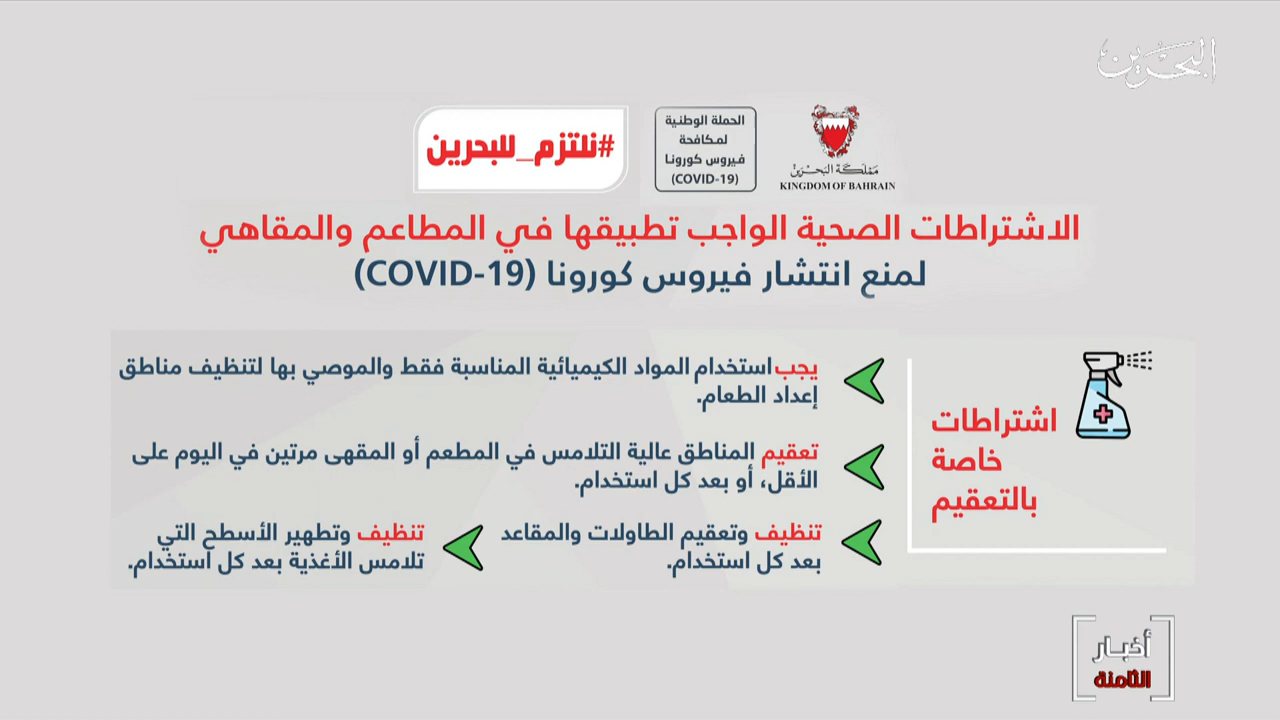 البحرين
مملكة البحرين
KINGDOM OF BAHRAIN
الحملة الوطنية
لمكافحة
فيروس كورونا
(COVID-19)
#نلتزم_للبحرين
الاشتراطات الصحية الواجب تطبيقها في المطاعم والمقاهي
لمنع انتشار فيروس كورونا (COVID-19)
اشتراطات
خاصة
بالتعقيم
يجب استخدام المواد الكيميائية المناسبة فقط والموصي بها لتنظيف مناطق
إعداد الطعام.
تعقيم المناطق عالية التلامس في المطعم أو المقهى مرتين في اليوم على
الأقل، أو بعد كل استخدام.
تنظيف وتعقيم الطاولات والمقاعد
بعد كل استخدام.
تنظيف وتطهير الأسطح التي
تلامس الأغذية بعد كل استخدام.
أخبار
الثامنة